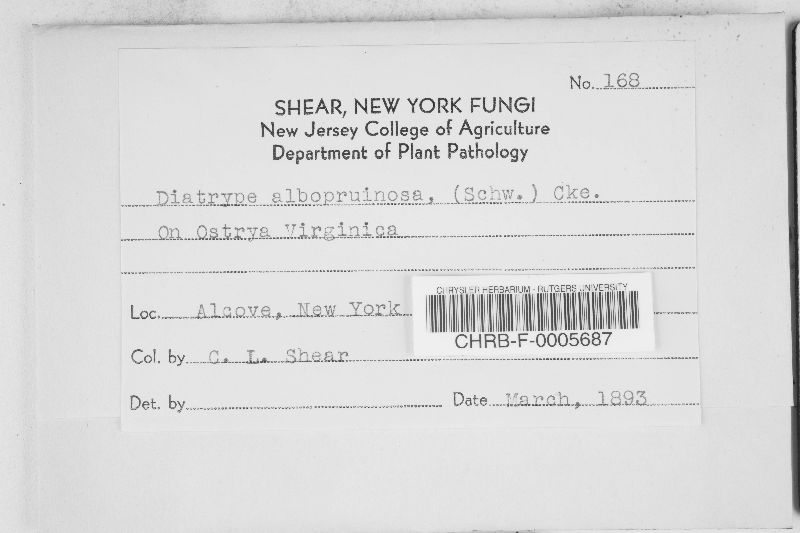 No. 168
SHEAR, NEW YORK FUNGI
New Jersey College of Agriculture
Department of Plant Pathology
Diatrype albopruinosa, (Schw.) Cke.
On Ostrya Virginica
Loc. Alcove, New York
CHRYSLER HERBARIUM - RUTGERS UNIVERSITY
CHRB-F-0005687
Col. by C. L. Shear
Det. by
Date March, 1893